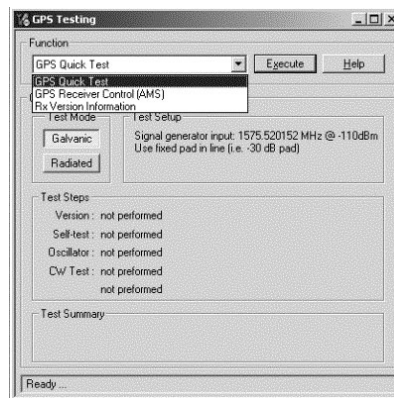 GPS Testing
Function
GPS Quick Test
Execute
Help
GPS Quick Test
GPS Receiver Control (AMS)
Rx Version Information
Test Mode
Galvanic
Radiated
Test Setup
Signal generator input: 1575.520152 MHz @ -110dBm
Use fixed pad in line (i.e. -30 dB pad)
Test Steps
Version : not performed
Self-test : not performed
Oscillator : not performed
CW Test : not performed
not preformed
Test Summary
Ready ...